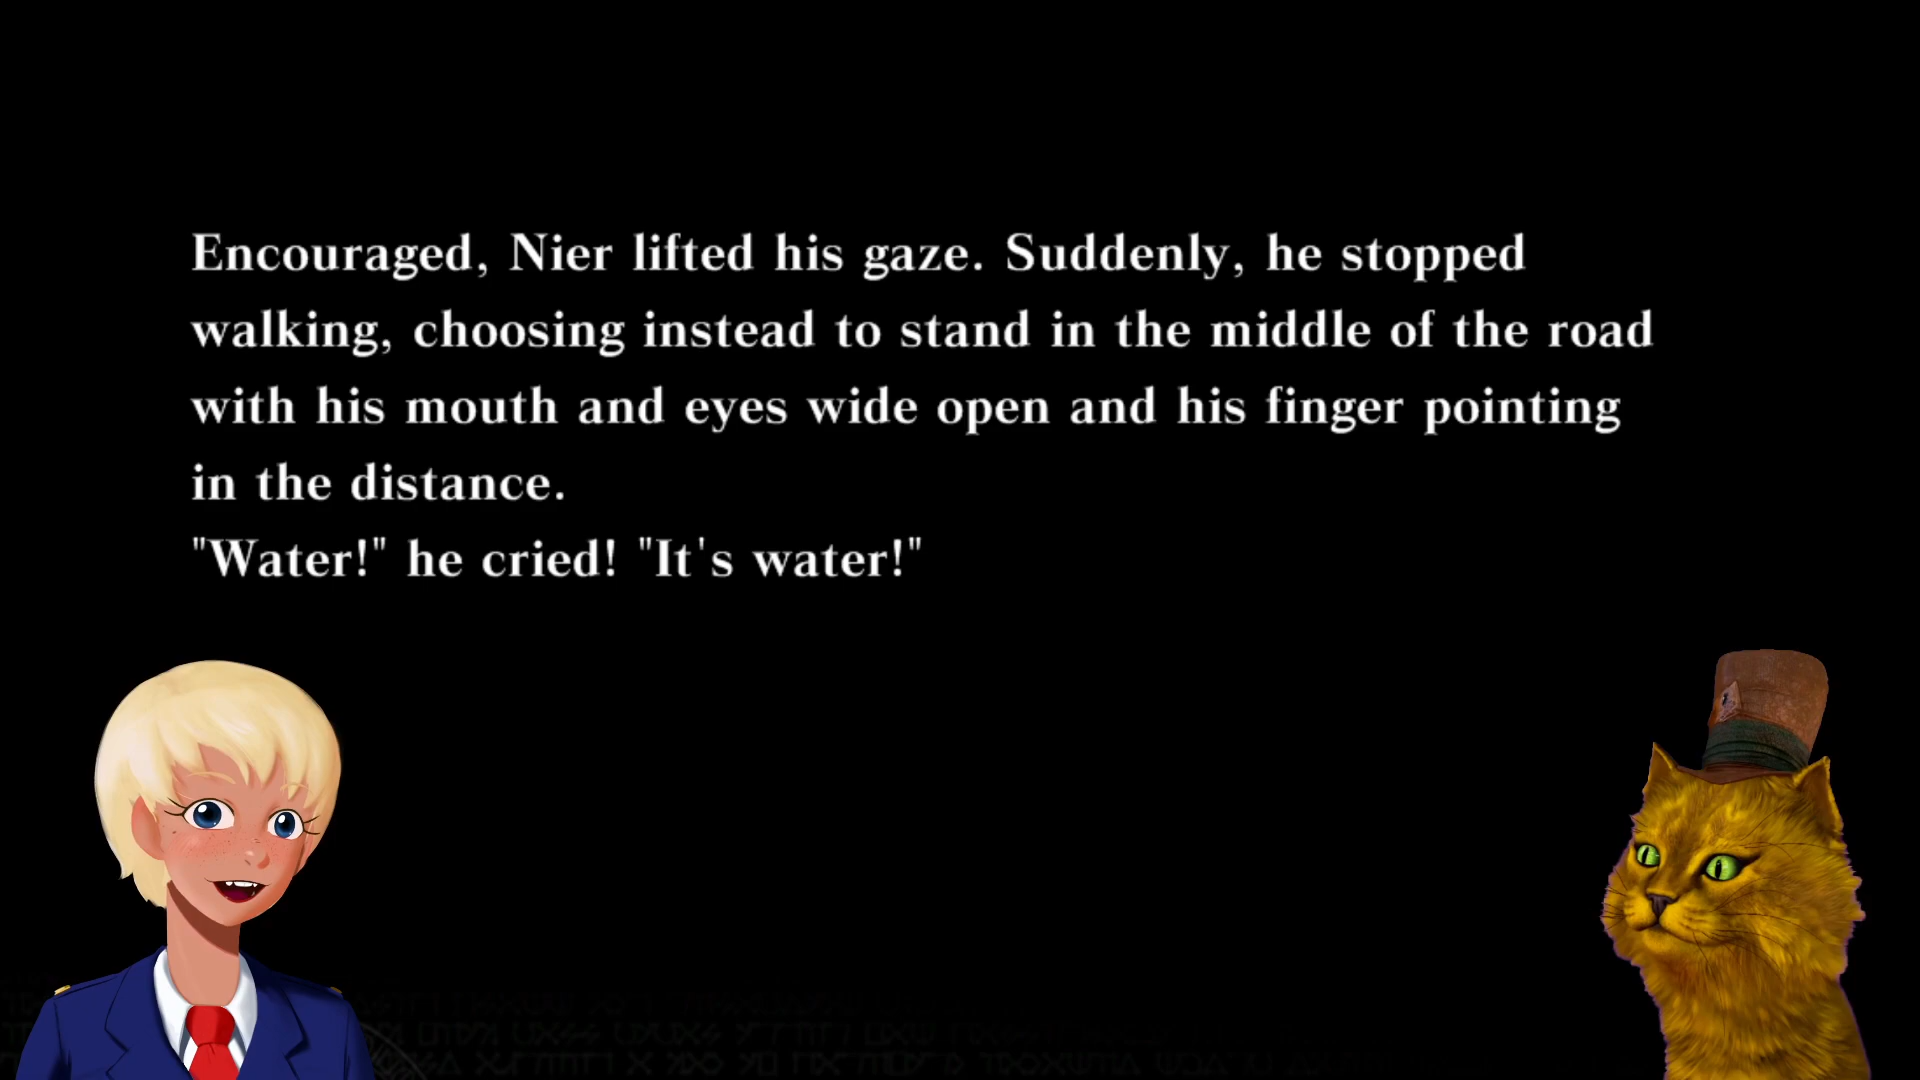 Encouraged, Nier lifted his gaze. Suddenly, he stopped
walking, choosing instead to stand in the middle of the road
with his mouth and eyes wide open and his finger pointing
in the distance.
"Water!" he cried! "It's water!"